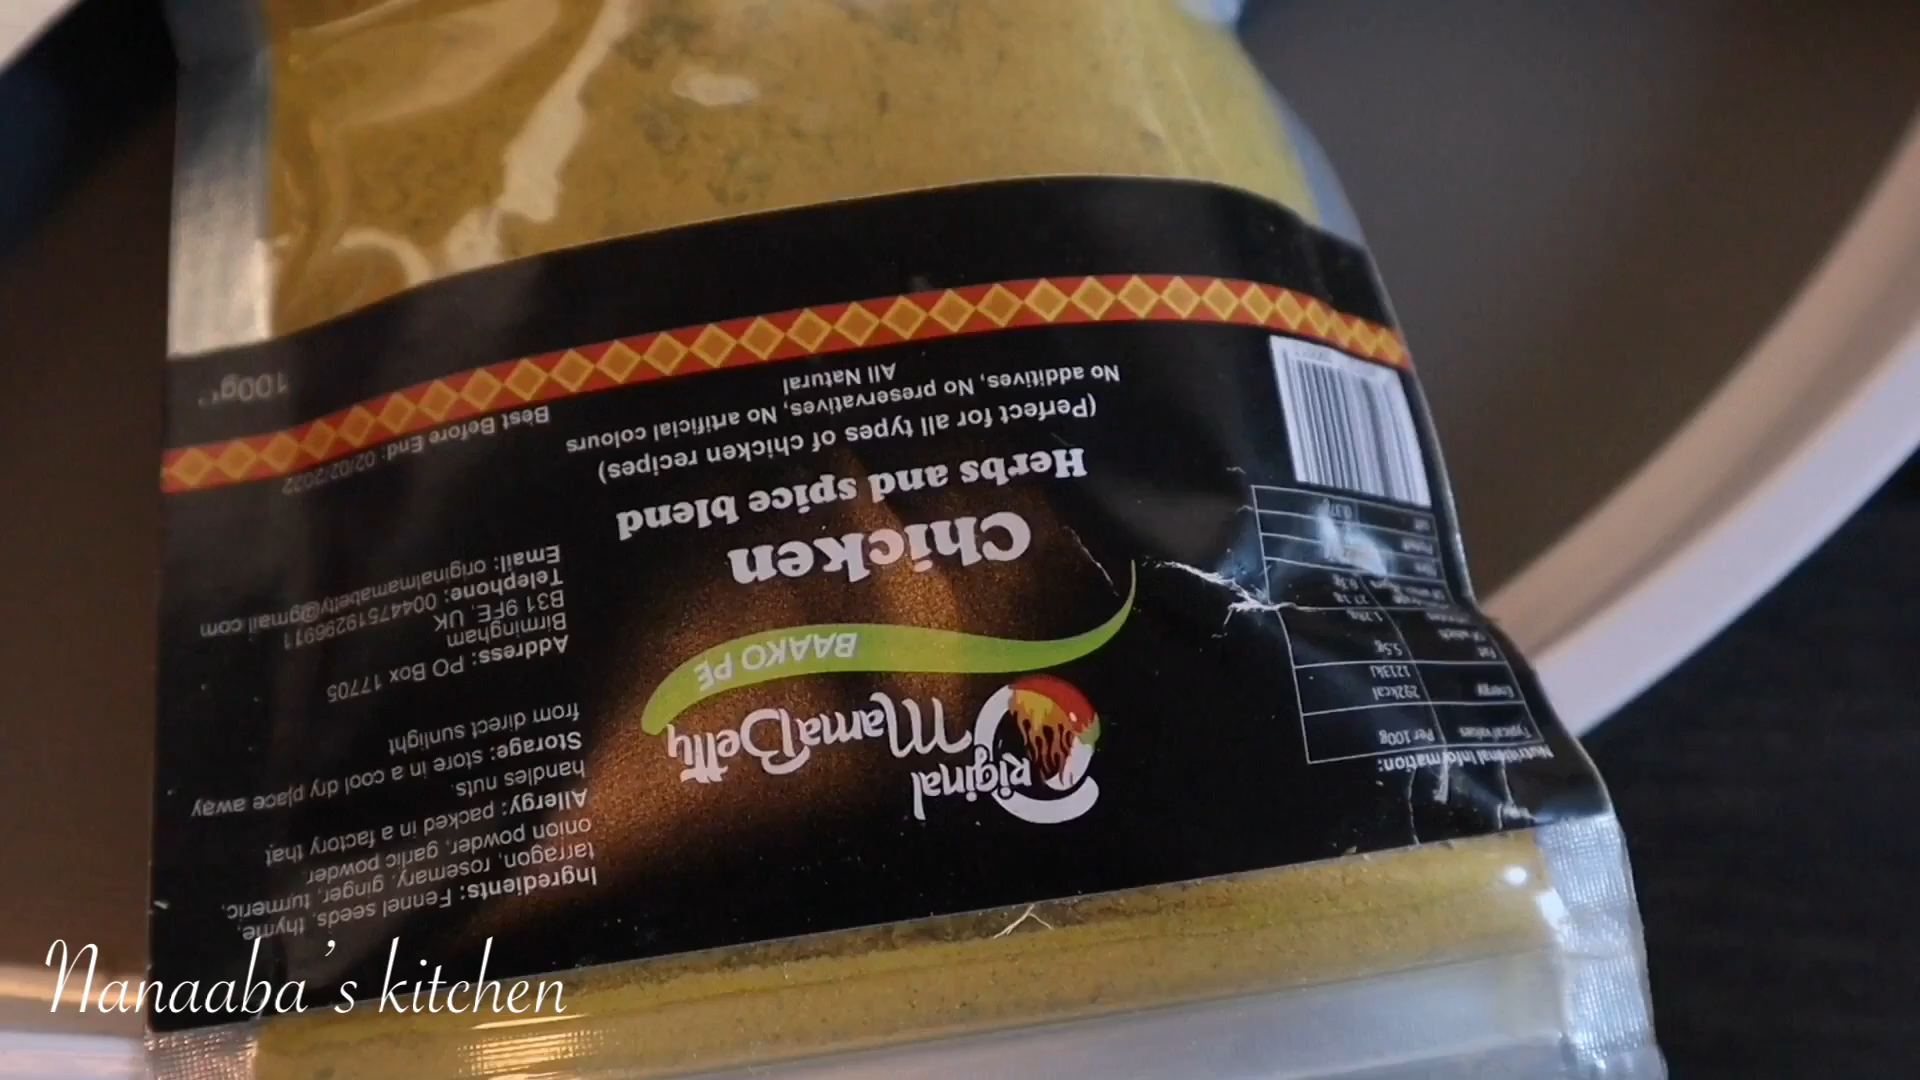 Original
MamaBetty
BAAKO PE
Chicken
Herbs and spice blend
(Perfect for all types of chicken recipes)
No additives, No preservatives, No artificial colours
All Natural
Ingredients: Fennel seeds, thyme,
tarragon, rosemary, ginger, turmeric,
onion powder, garlic powder.
Allergy: packed in a factory that
handles nuts.
Storage: store in a cool dry place away
from direct sunlight
Address: PO Box 17705
Birmingham
B31 9FE, UK
Telephone: 00447519296911
Email: originalmamabetty@gmail.com
Best Before End: 02/02/2022
100g
Nutritional Information:
Typical values Per 100g
Energy 292kcal
1213kJ
Fat 5.5g
Of which
Nanaaba's kitchen